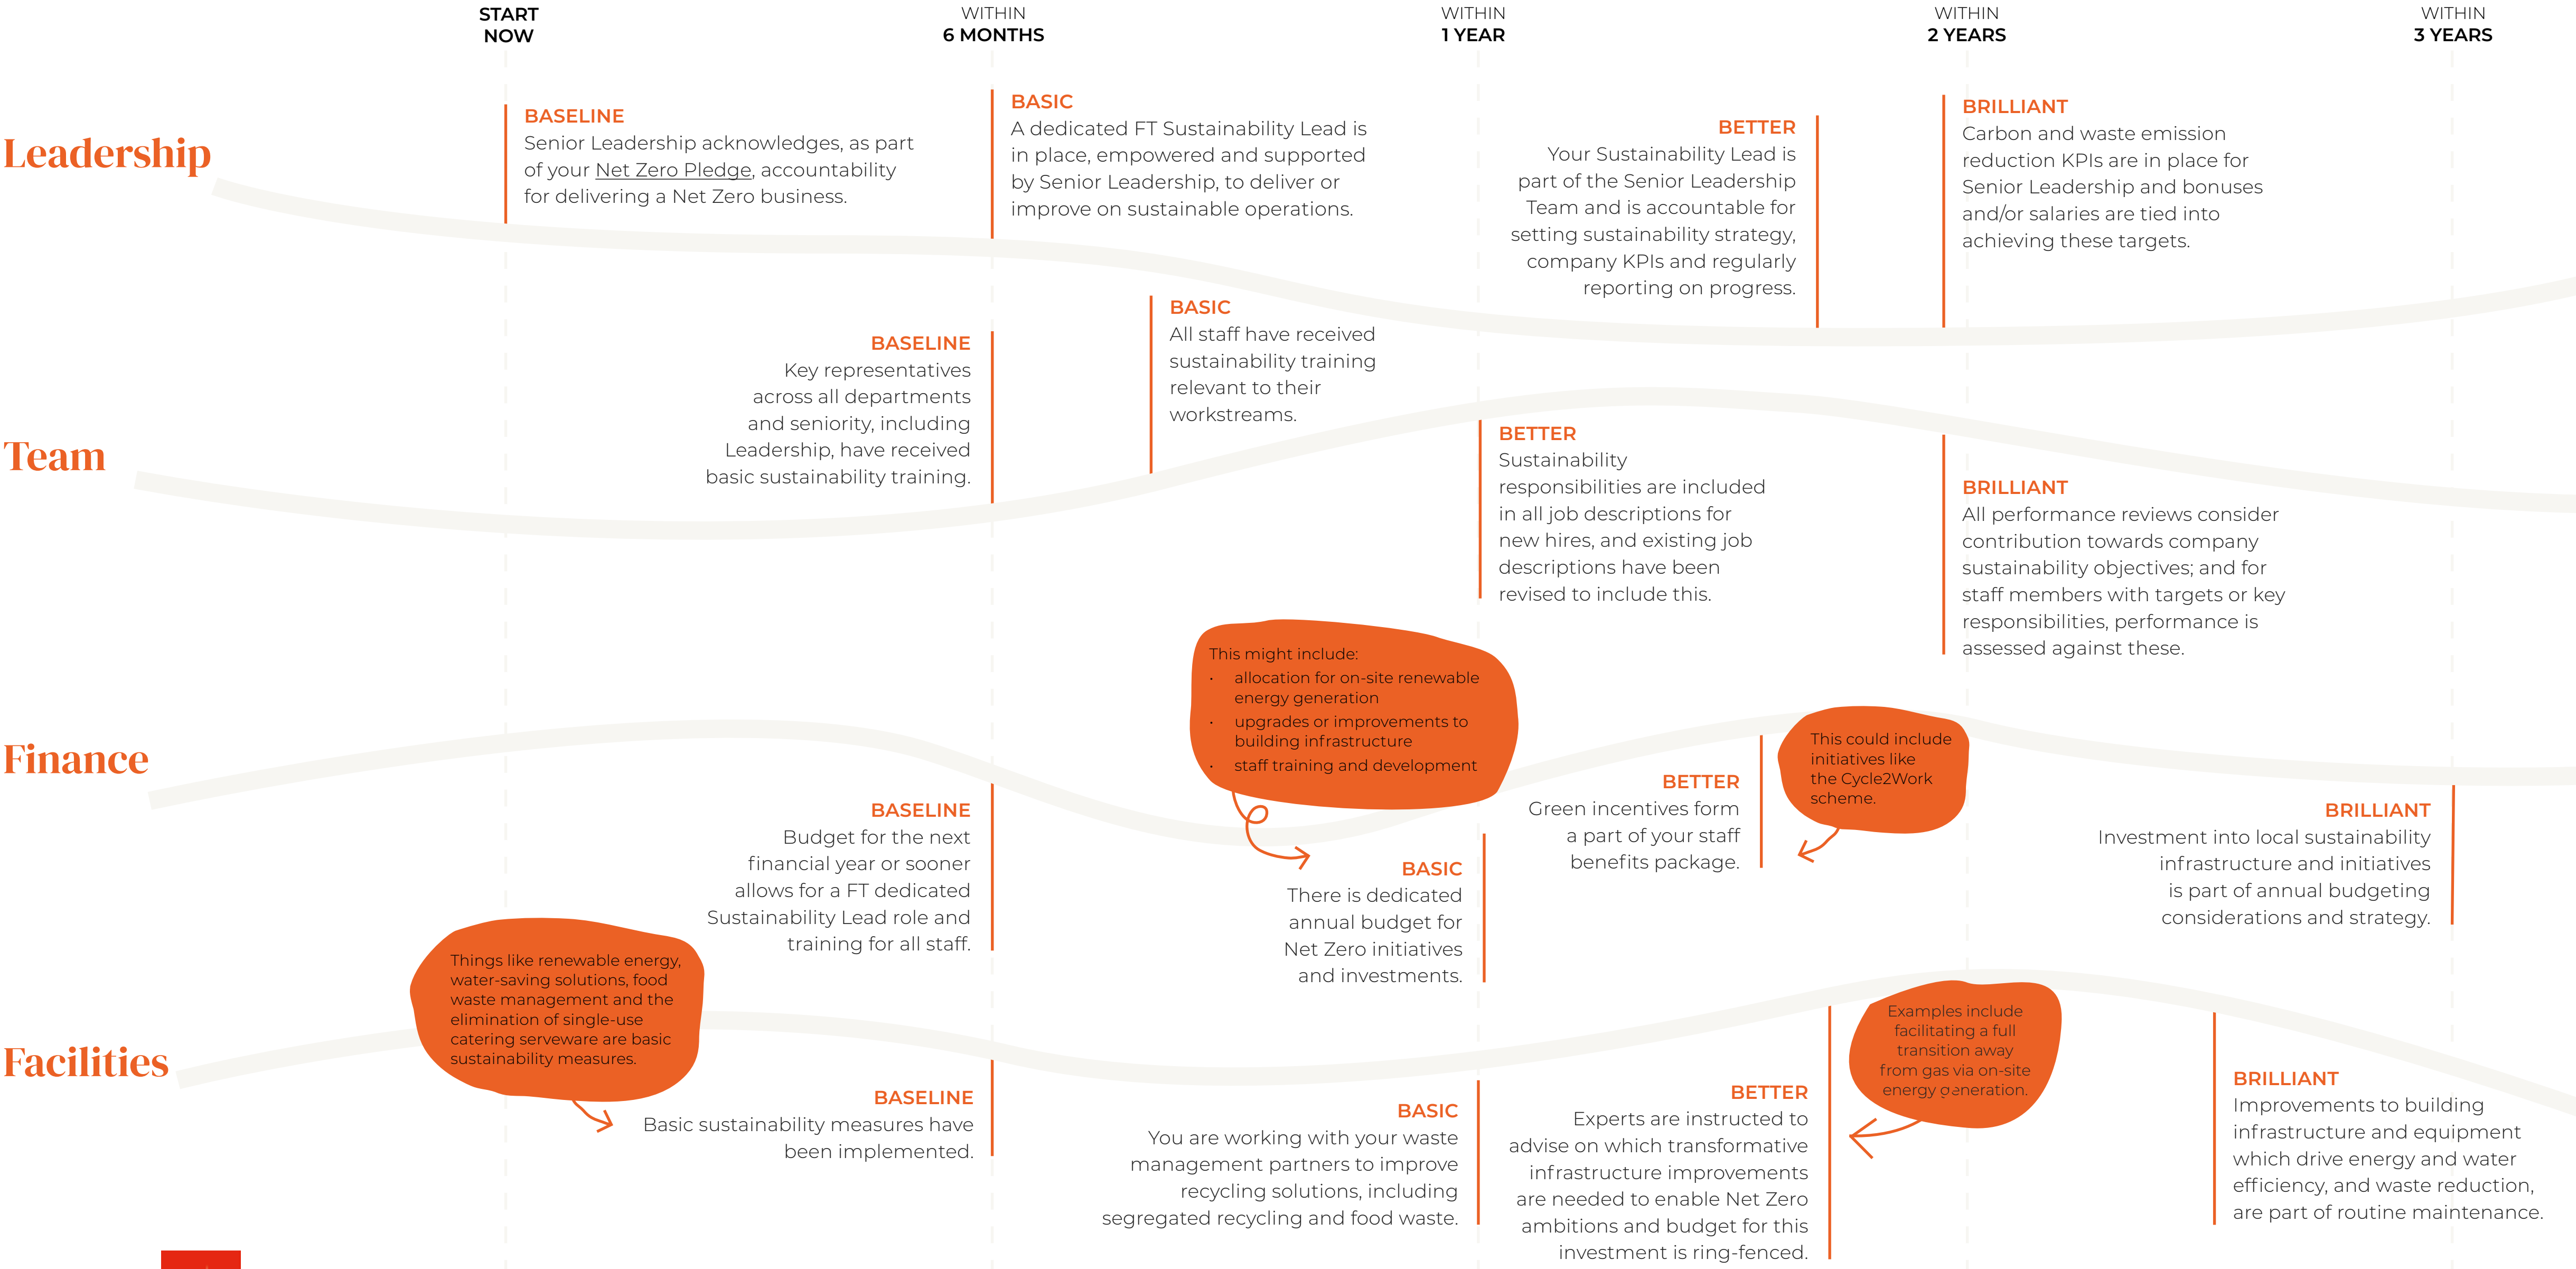 START
NOW
WITHIN
6 MONTHS
WITHIN
1 YEAR
WITHIN
2 YEARS
WITHIN
3 YEARS
Leadership
BASELINE
Senior Leadership acknowledges, as part
of your Net Zero Pledge, accountability
for delivering a Net Zero business.
BASIC
A dedicated FT Sustainability Lead is
in place, empowered and supported
by Senior Leadership, to deliver or
improve on sustainable operations.
BETTER
Your Sustainability Lead is
part of the Senior Leadership
Team and is accountable for
setting sustainability strategy,
company KPIs and regularly
reporting on progress.
BRILLIANT
Carbon and waste emission
reduction KPIs are in place for
Senior Leadership and bonuses
and/or salaries are tied into
achieving these targets.
Team
BASELINE
Key representatives
across all departments
and seniority, including
Leadership, have received
basic sustainability training.
BASIC
All staff have received
sustainability training
relevant to their
workstreams.
BETTER
Sustainability
responsibilities are included
in all job descriptions for
new hires, and existing job
descriptions have been
revised to include this.
BRILLIANT
All performance reviews consider
contribution towards company
sustainability objectives; and for
staff members with targets or key
responsibilities, performance is
assessed against these.
Finance
BASELINE
Budget for the next
financial year or sooner
allows for a FT dedicated
Sustainability Lead role and
training for all staff.
This might include:
• allocation for on-site renewable
energy generation
• upgrades or improvements to
building infrastructure
• staff training and development
BASIC
There is dedicated
annual budget for
Net Zero initiatives
and investments.
BETTER
Green incentives form
a part of your staff
benefits package.
This could include
initiatives like
the Cycle2Work
scheme.
BRILLIANT
Investment into local sustainability
infrastructure and initiatives
is part of annual budgeting
considerations and strategy.
Facilities
Things like renewable energy,
water-saving solutions, food
waste management and the
elimination of single-use
catering serveware are basic
sustainability measures.
BASELINE
Basic sustainability measures have
been implemented.
BASIC
You are working with your waste
management partners to improve
recycling solutions, including
segregated recycling and food waste.
BETTER
Experts are instructed to
advise on which transformative
infrastructure improvements
are needed to enable Net Zero
ambitions and budget for this
investment is ring-fenced.
Examples include
facilitating a full
transition away
from gas via on-site
energy generation.
BRILLIANT
Improvements to building
infrastructure and equipment
which drive energy and water
efficiency, and waste reduction,
are part of routine maintenance.